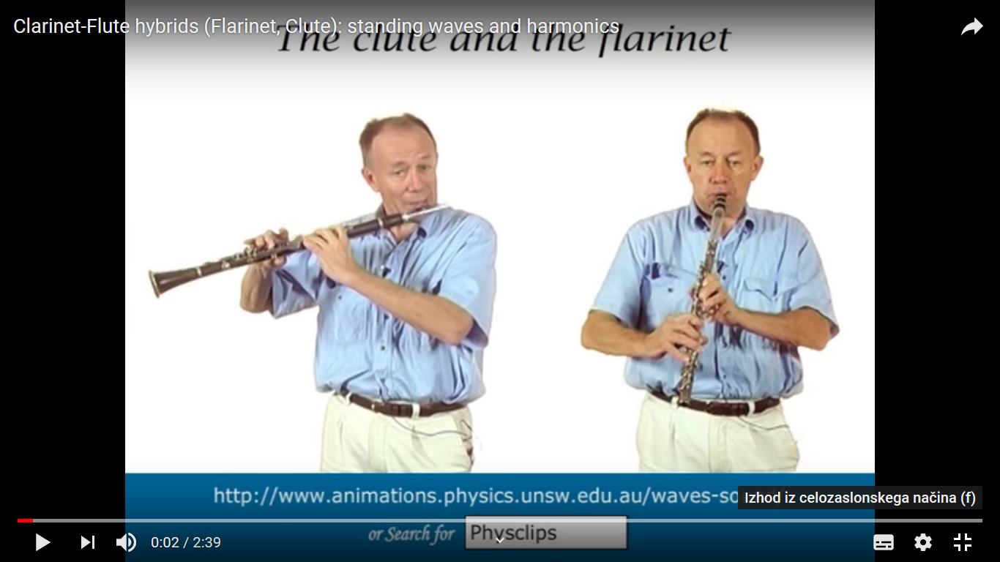 Clarinet-Flute hybrids (Flarinet, Clute): standing waves and harmonics
The clute and the flarinet
http://www.animations.physics.unsw.edu.au/waves-so
Izhod iz celozaslonskega načina (f)
or Search for Physclips
0:02 / 2:39